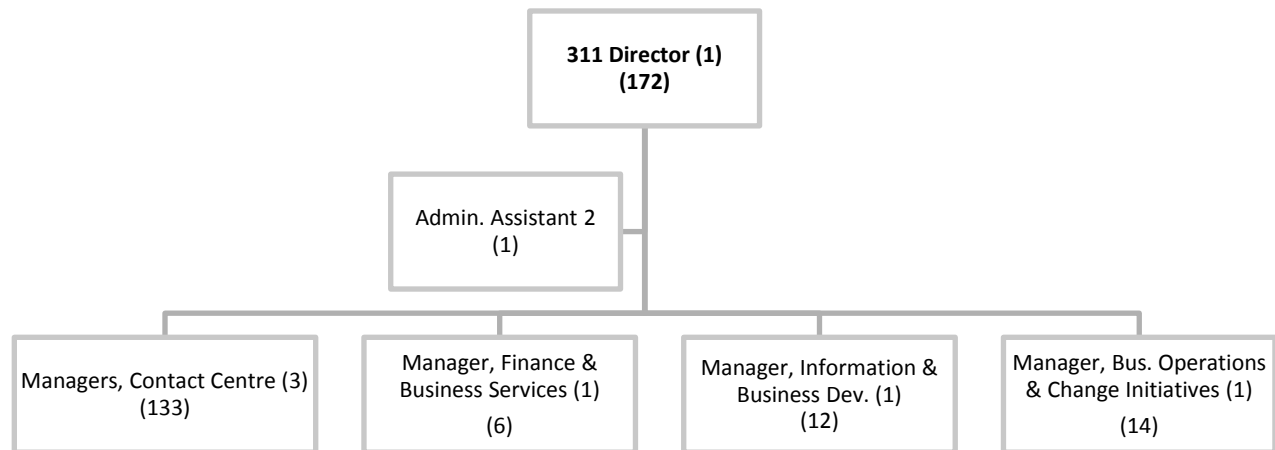 311 Director (1)
(172)
Admin. Assistant 2
(1)
Managers, Contact Centre (3)
(133)
Manager, Finance &
Business Services (1)
(6)
Manager, Information &
Business Dev. (1)
(12)
Manager, Bus. Operations
& Change Initiatives (1)
(14)